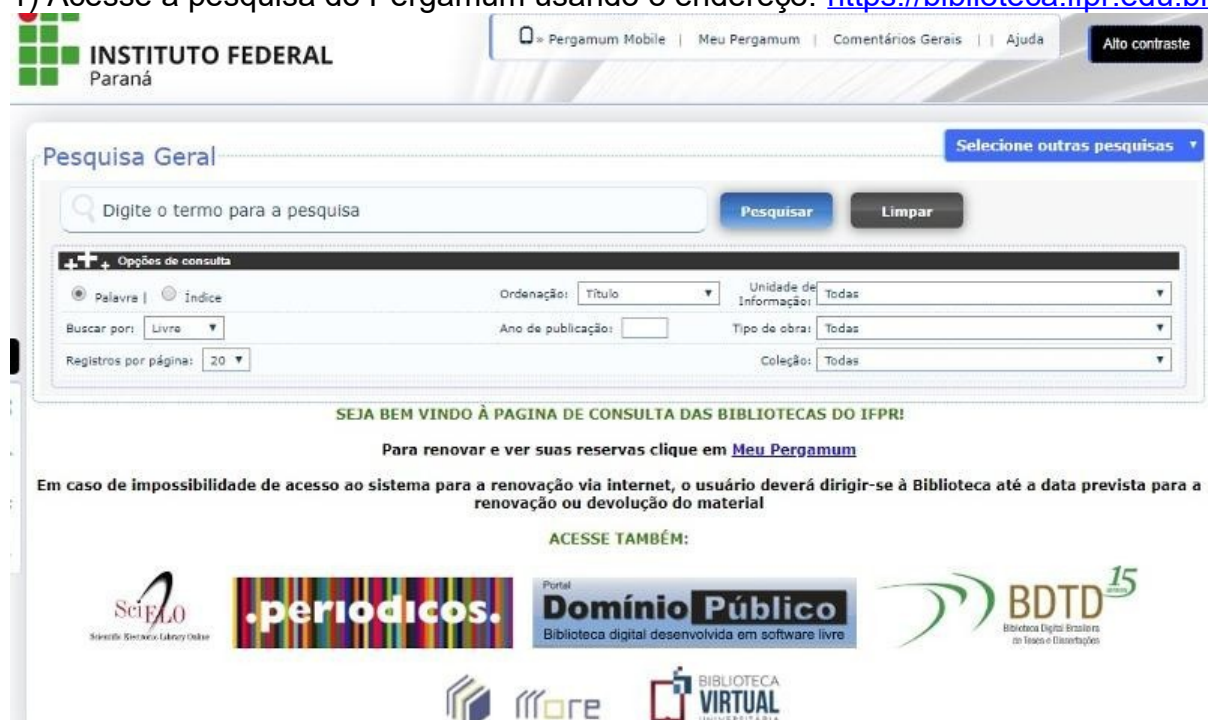 1) Acesse a pesquisa do Pergamum usando o endereço: https://biblioteca.ifpr.edu.br
INSTITUTO FEDERAL
Paraná
» Pergamum Mobile | Meu Pergamum | Comentários Gerais | | Ajuda
Alto contraste
Pesquisa Geral
Selecione outras pesquisas
Digite o termo para a pesquisa
Pesquisar
Limpar
Opções de consulta
Palavra | Índice
Ordenação: Título
Unidade de Informação: Todas
Buscar por: Livre
Ano de publicação:
Tipo de obra: Todas
Registros por página: 20
Coleção: Todas
SEJA BEM VINDO À PAGINA DE CONSULTA DAS BIBLIOTECAS DO IFPR!
Para renovar e ver suas reservas clique em Meu Pergamum
Em caso de impossibilidade de acesso ao sistema para a renovação via internet, o usuário deverá dirigir-se à Biblioteca até a data prevista para a
renovação ou devolução do material
ACESSE TAMBÉM:
SciELO
Scientific Electronic Library Online
.periodicos.
Portal
Domínio Público
Biblioteca digital desenvolvida em software livre
BDTD
15
Biblioteca Digital Brasileira
de Teses e Dissertações
more
BIBLIOTECA
VIRTUAL
UNIVERSITÁRIA